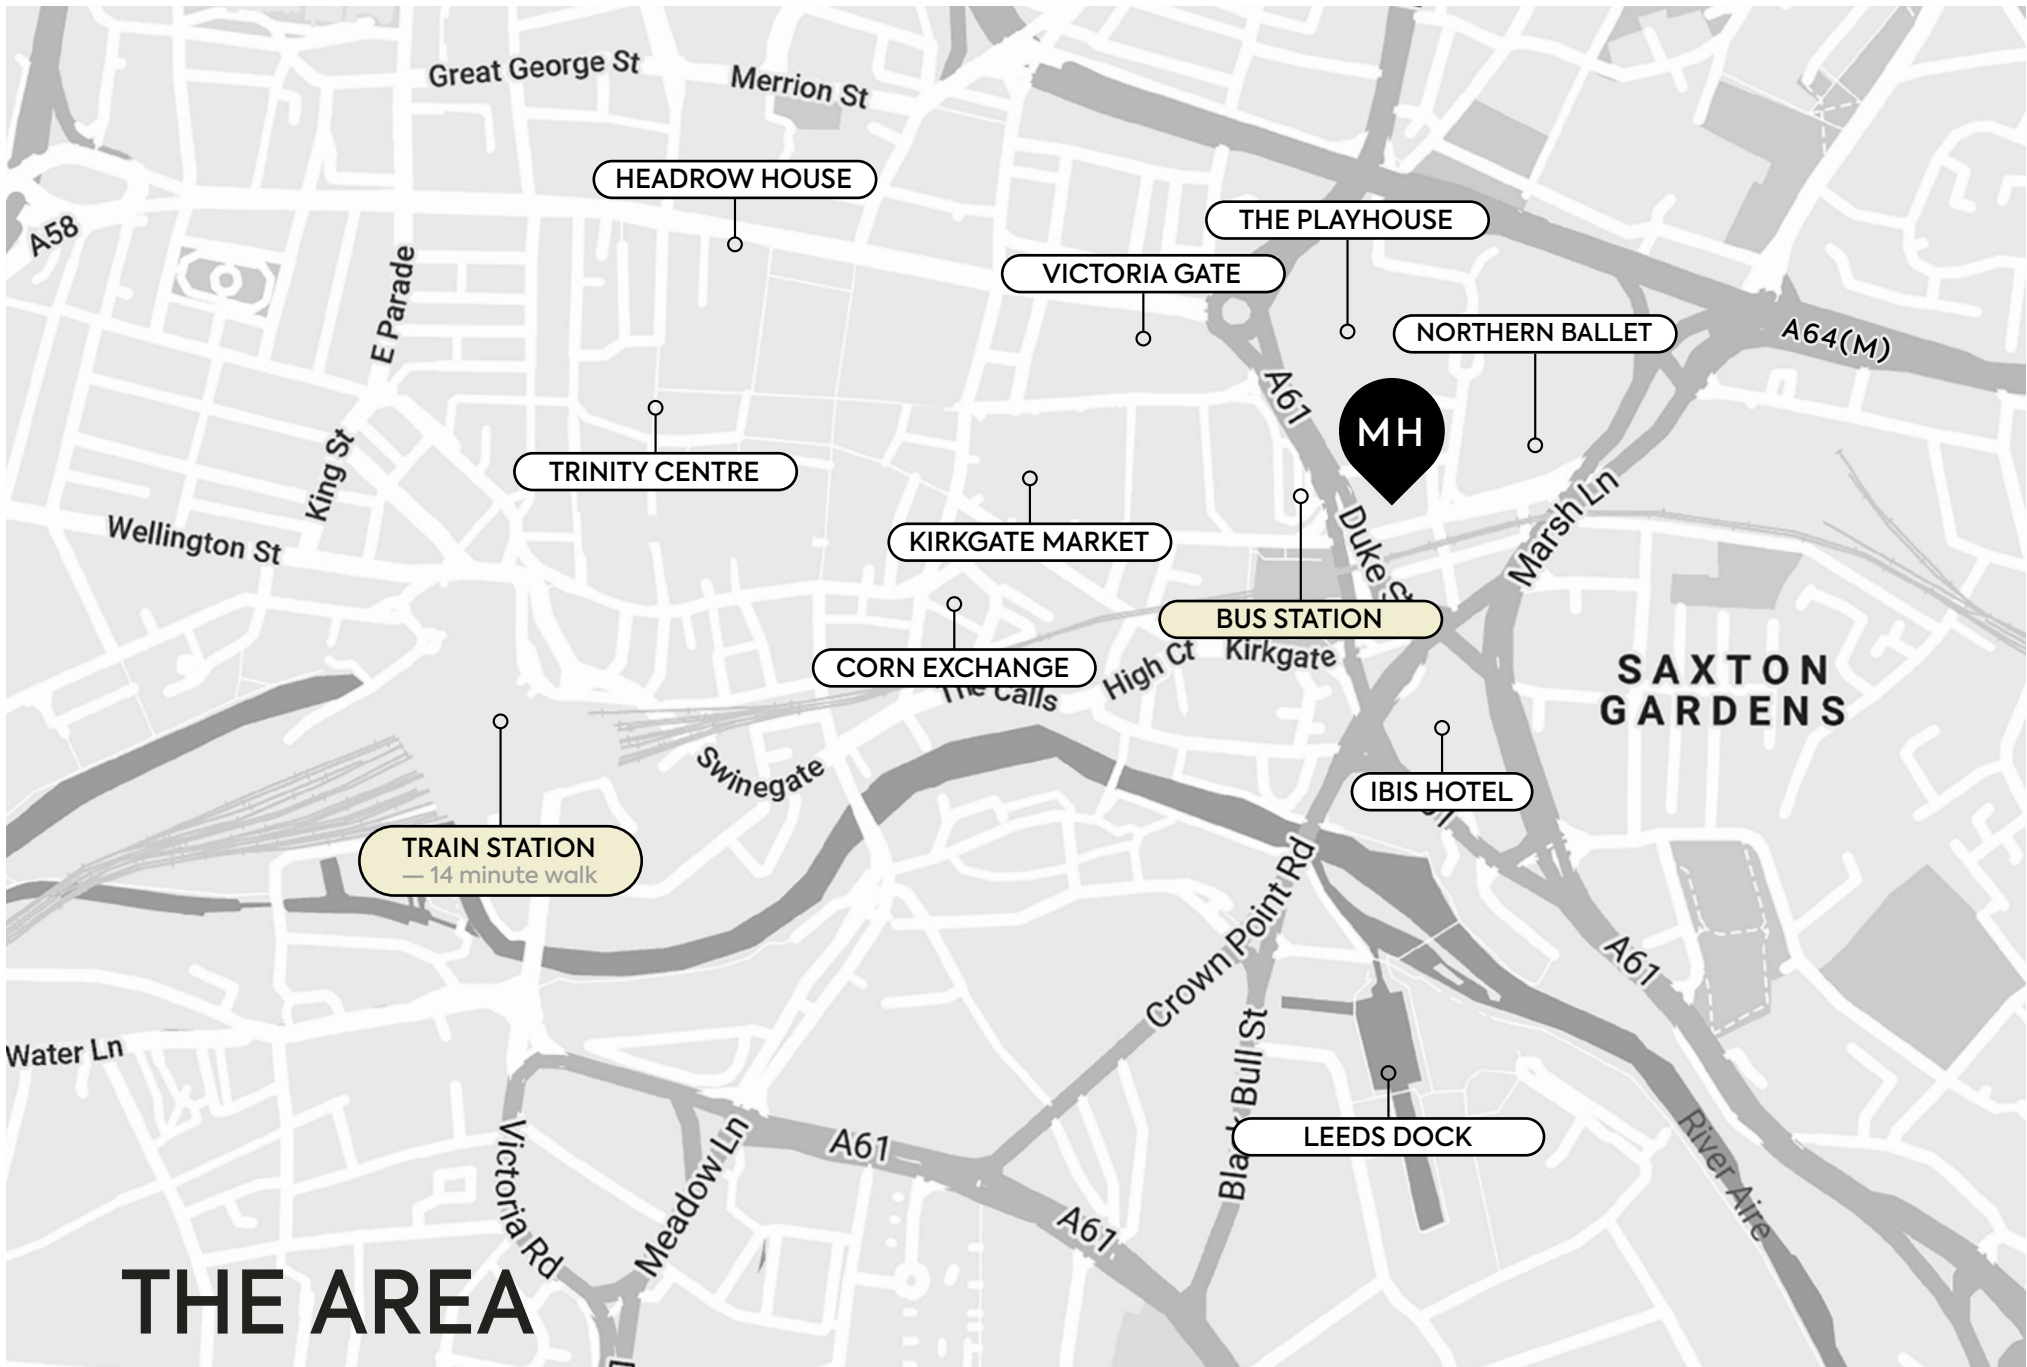 Great George St
Merrion St
HEADROW HOUSE
THE PLAYHOUSE
A58
E Parade
VICTORIA GATE
NORTHERN BALLET
A64(M)
A61
MH
King St
TRINITY CENTRE
Wellington St
KIRKGATE MARKET
Duke St
Marsh Ln
BUS STATION
CORN EXCHANGE
The Calls
High Ct
Kirkgate
SAXTON
GARDENS
Swinegate
IBIS HOTEL
TRAIN STATION
— 14 minute walk
Crown Point Rd
A61
Water Ln
Bull St
LEEDS DOCK
Victoria Rd
Meadow Ln
A61
A61
River Aire
THE AREA